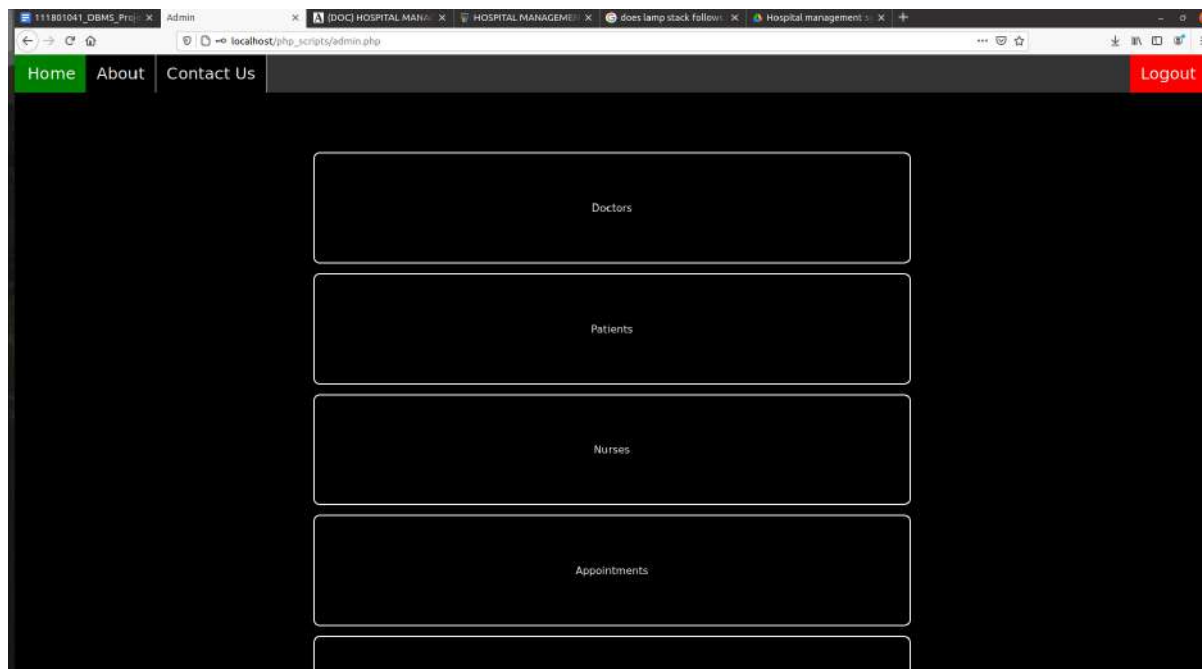 111801041_DBMS_Proj Admin (DOC) HOSPITAL MANA HOSPITAL MANAGEME does lamp stack follow Hospital management s
localhost/php_scripts/admin.php
Home About Contact Us Logout
Doctors
Patients
Nurses
Appointments